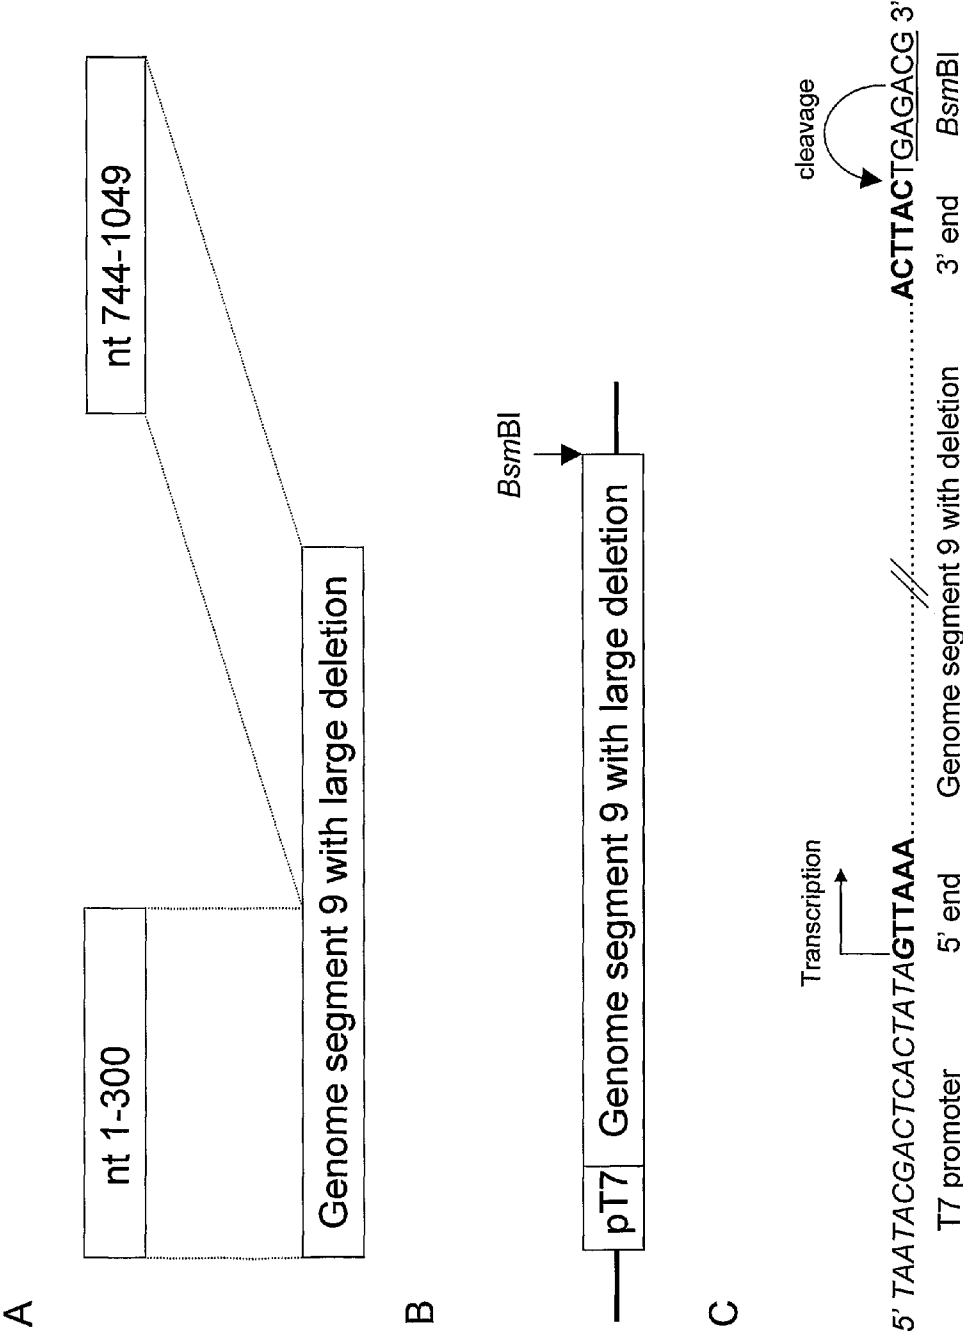 A
nt 1-300
nt 744-1049
Genome segment 9 with large deletion
B
BsmBI
pT7 Genome segment 9 with large deletion
C
Transcription
cleavage
5' TAATACGACTCACTATAGTTAAA ACTTACTGAGACG 3'
T7 promoter 5' end Genome segment 9 with deletion 3' end BsmBI